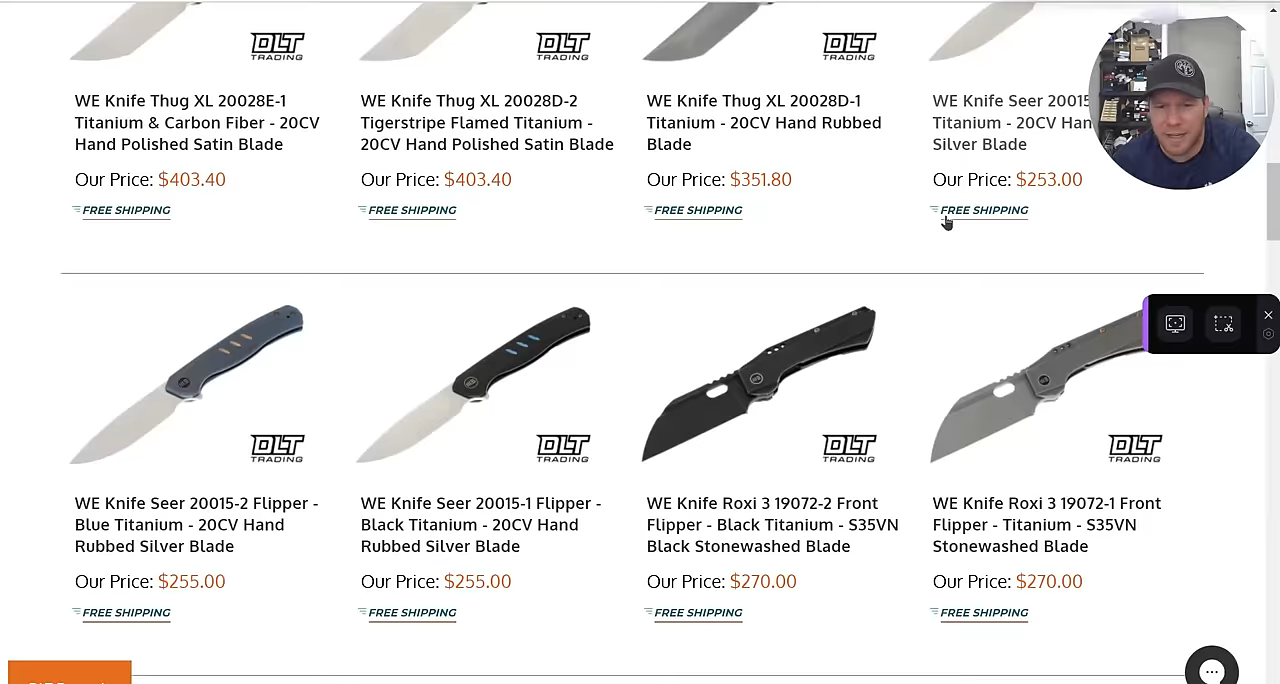 DLT
TRADING
DLT
TRADING
DLT
TRADING
WE Knife Thug XL 20028E-1
Titanium & Carbon Fiber - 20CV
Hand Polished Satin Blade
Our Price: $403.40
FREE SHIPPING
WE Knife Thug XL 20028D-2
Tigerstripe Flamed Titanium -
20CV Hand Polished Satin Blade
Our Price: $403.40
FREE SHIPPING
WE Knife Thug XL 20028D-1
Titanium - 20CV Hand Rubbed
Blade
Our Price: $351.80
FREE SHIPPING
WE Knife Seer 20015
Titanium - 20CV Han
Silver Blade
Our Price: $253.00
FREE SHIPPING
DLT
TRADING
DLT
TRADING
DLT
TRADING
DLT
TRADING
WE Knife Seer 20015-2 Flipper -
Blue Titanium - 20CV Hand
Rubbed Silver Blade
Our Price: $255.00
FREE SHIPPING
WE Knife Seer 20015-1 Flipper -
Black Titanium - 20CV Hand
Rubbed Silver Blade
Our Price: $255.00
FREE SHIPPING
WE Knife Roxi 3 19072-2 Front
Flipper - Black Titanium - S35VN
Black Stonewashed Blade
Our Price: $270.00
FREE SHIPPING
WE Knife Roxi 3 19072-1 Front
Flipper - Titanium - S35VN
Stonewashed Blade
Our Price: $270.00
FREE SHIPPING